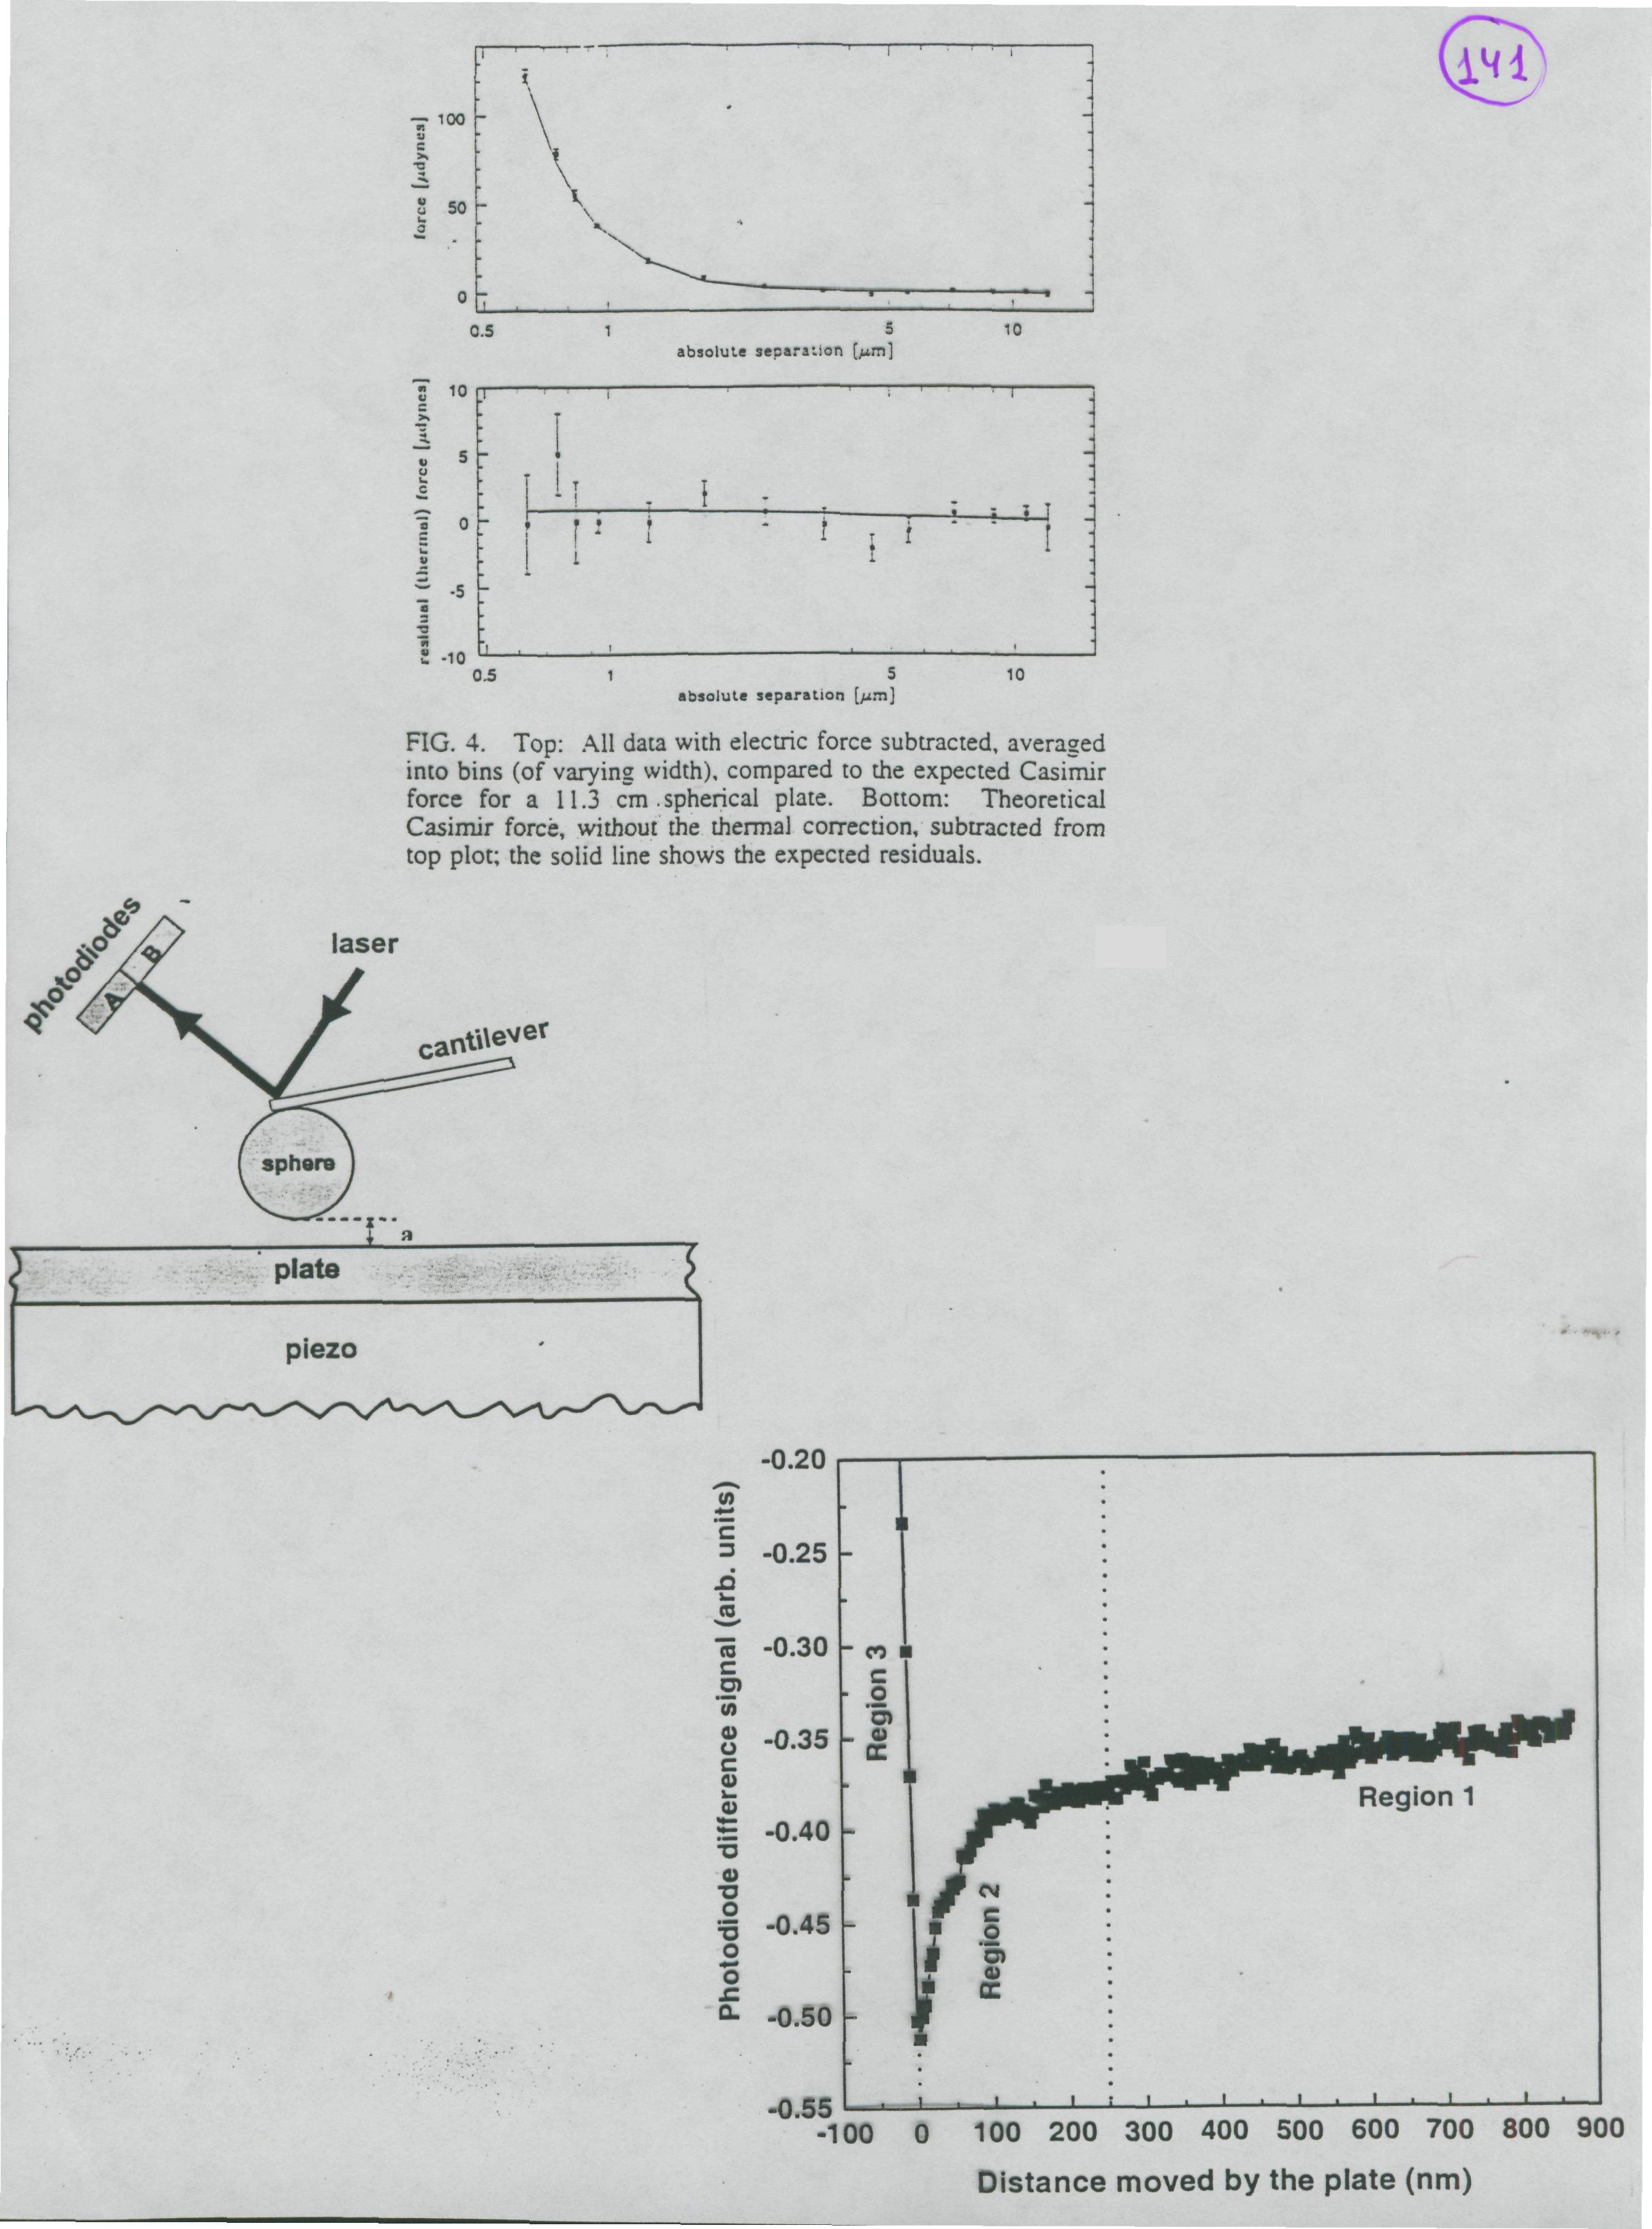 141
force [μdynes]
100
50
0
0.5 1 5 10
absolute separation [μm]
residual (thermal) force [μdynes]
10
5
0
-5
-10
0.5 1 5 10
absolute separation [μm]
FIG. 4. Top: All data with electric force subtracted, averaged
into bins (of varying width), compared to the expected Casimir
force for a 11.3 cm spherical plate. Bottom: Theoretical
Casimir force, without the thermal correction, subtracted from
top plot; the solid line shows the expected residuals.
photodiodes
A
B
laser
cantilever
sphere
a
plate
piezo
Photodiode difference signal (arb. units)
-0.20
-0.25
-0.30
-0.35
-0.40
-0.45
-0.50
-0.55
Region 3
Region 2
Region 1
-100 0 100 200 300 400 500 600 700 800 900
Distance moved by the plate (nm)